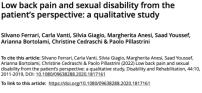 Low back pain and sexual disability from the
patient's perspective: a qualitative study
Silvano Ferrari, Carla Vanti, Silvia Giagio, Margherita Anesi, Saad Youssef,
Arianna Bortolami, Christine Cedraschi & Paolo Pillastrini
To cite this article: Silvano Ferrari, Carla Vanti, Silvia Giagio, Margherita Anesi, Saad Youssef,
Arianna Bortolami, Christine Cedraschi & Paolo Pillastrini (2022) Low back pain and sexual
disability from the patient's perspective: a qualitative study, Disability and Rehabilitation, 44:10,
2011-2019, DOI: 10.1080/09638288.2020.1817161
To link to this article: https://doi.org/10.1080/09638288.2020.1817161